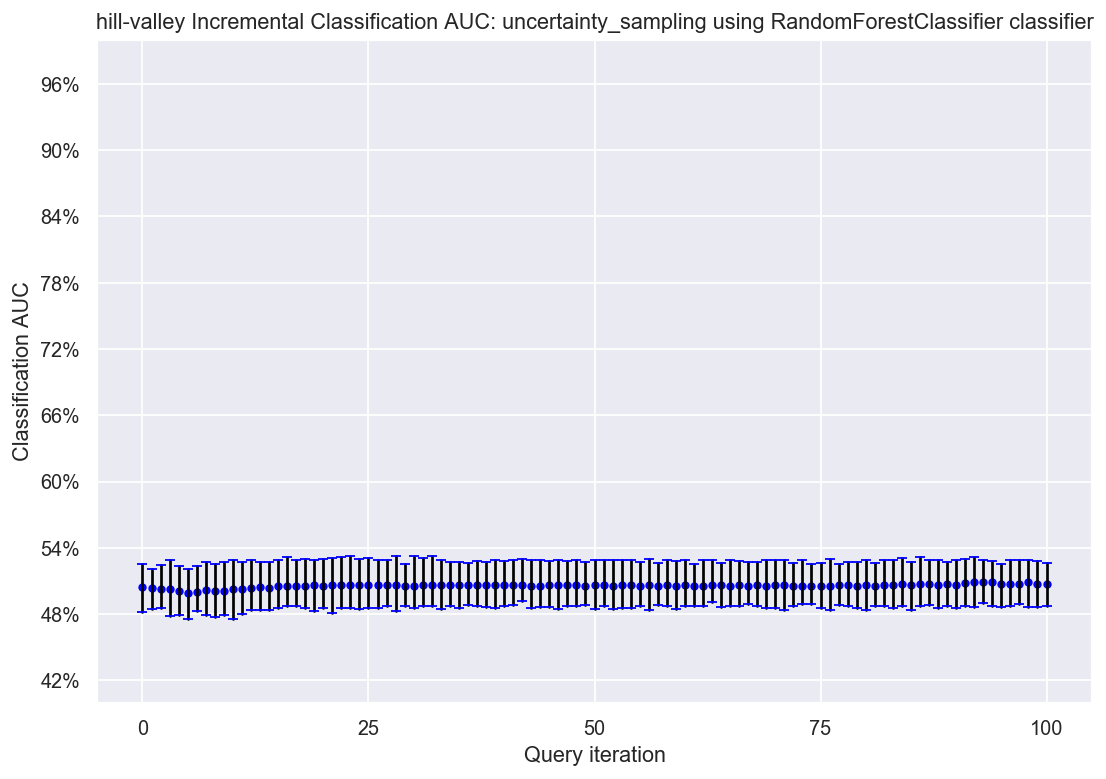 hill-valley Incremental Classification AUC: uncertainty_sampling using RandomForestClassifier classifier
96%
90%
84%
78%
72%
66%
60%
54%
48%
42%
Classification AUC
0 25 50 75 100
Query iteration